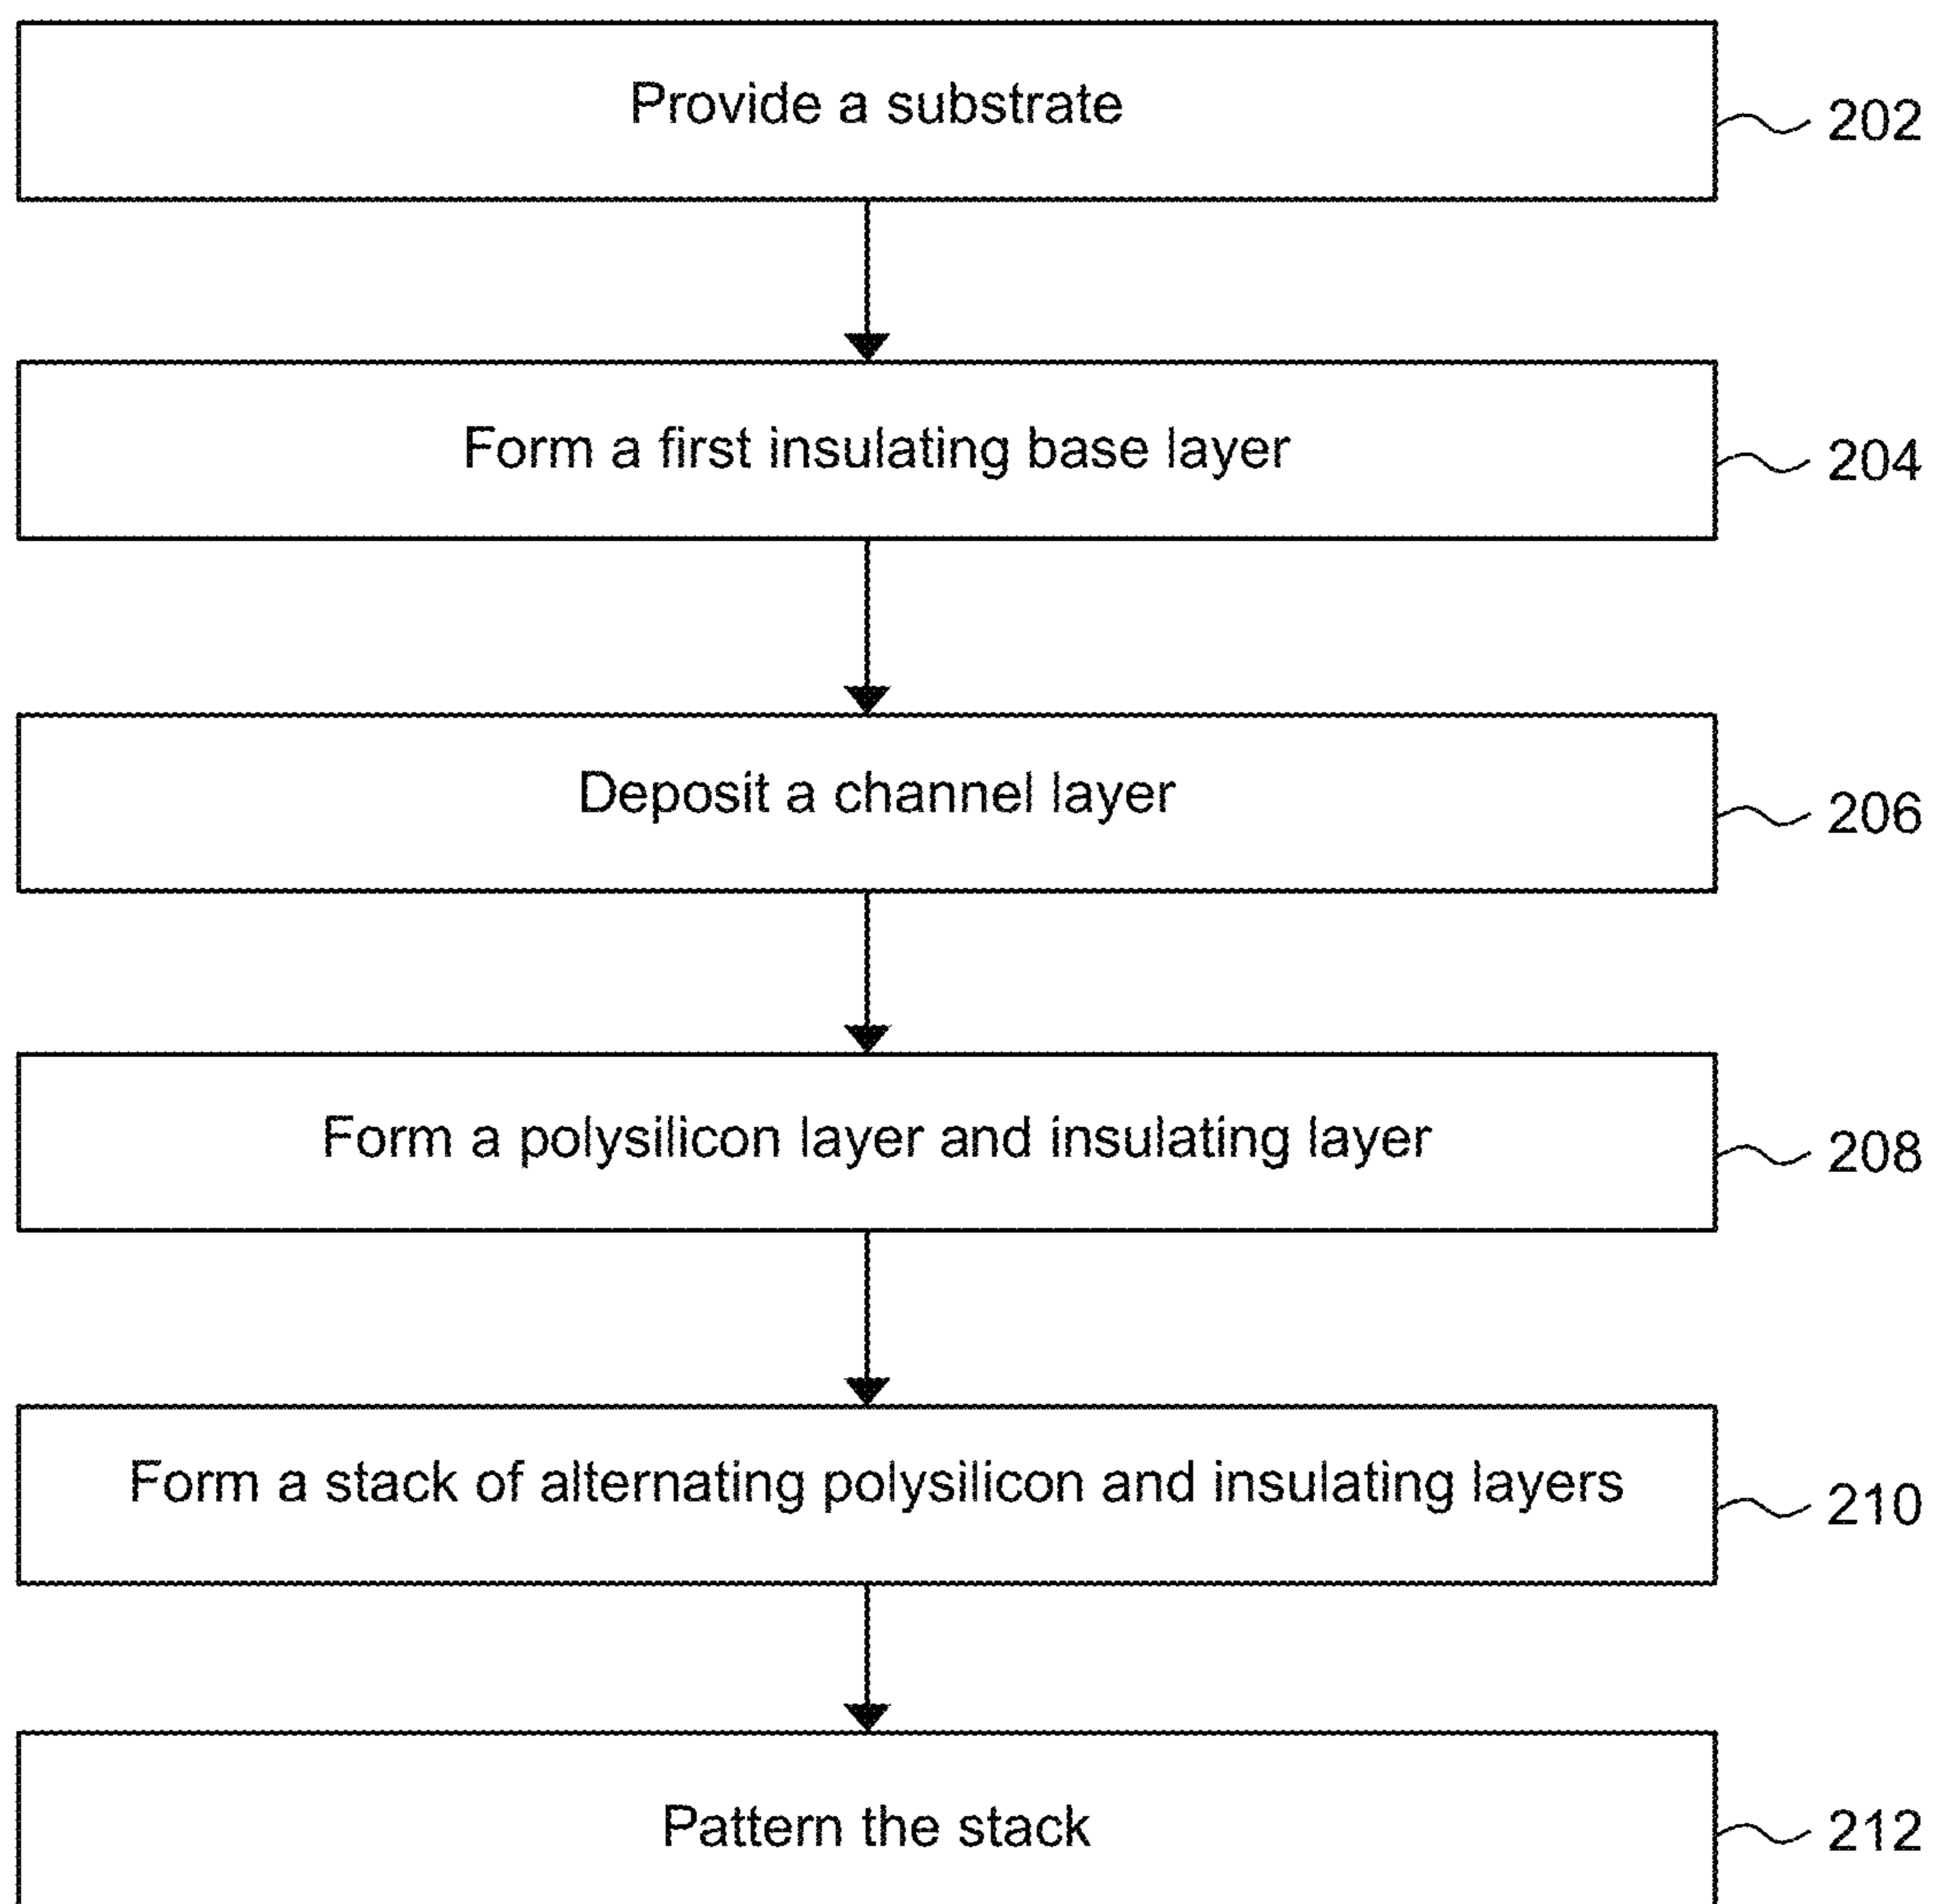 Provide a substrate
202
Form a first insulating base layer
204
Deposit a channel layer
206
Form a polysilicon layer and insulating layer
208
Form a stack of alternating polysilicon and insulating layers
210
Pattern the stack
212